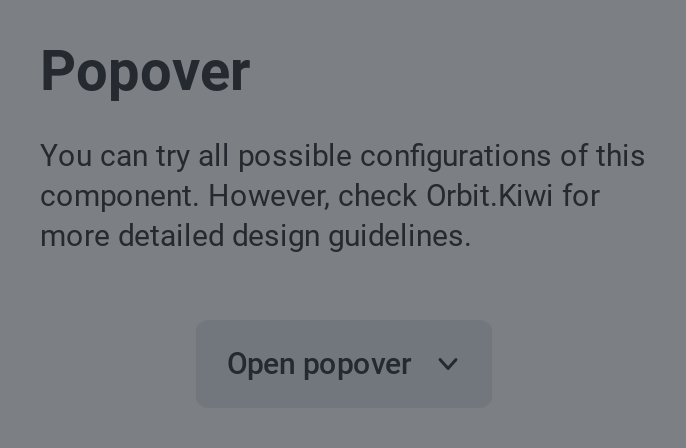 Popover
You can try all possible configurations of this
component. However, check Orbit.Kiwi for
more detailed design guidelines.
Open popover